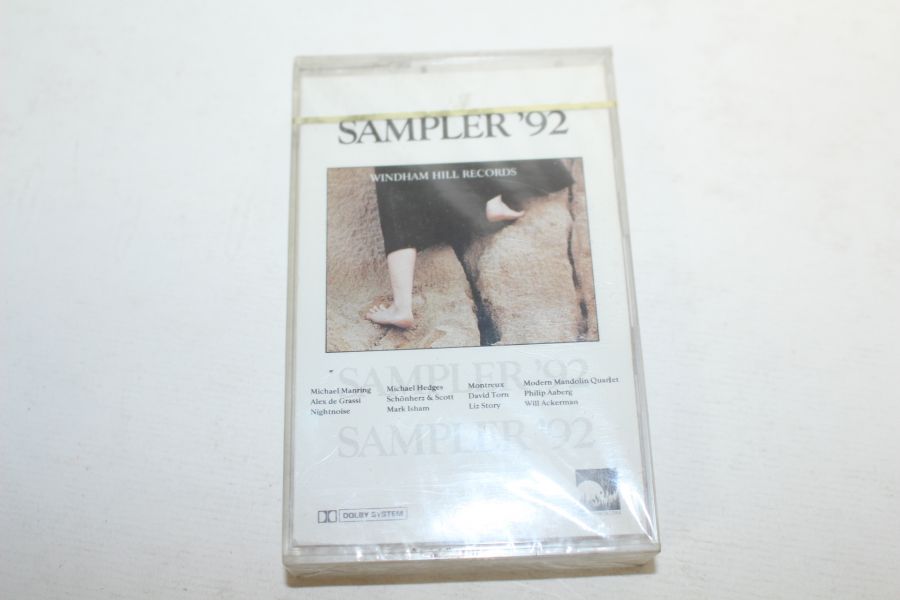 SAMPLER '92
WINDHAM HILL RECORDS
SAMPLER '92
Michael Manring Michael Hedges Montreux Modern Mandolin Quartet
Alex de Grassi Schönherz & Scott David Torn Philip Aaberg
Nightnoise Mark Isham Liz Story Will Ackerman
SAMPLER '92
DOLBY SYSTEM